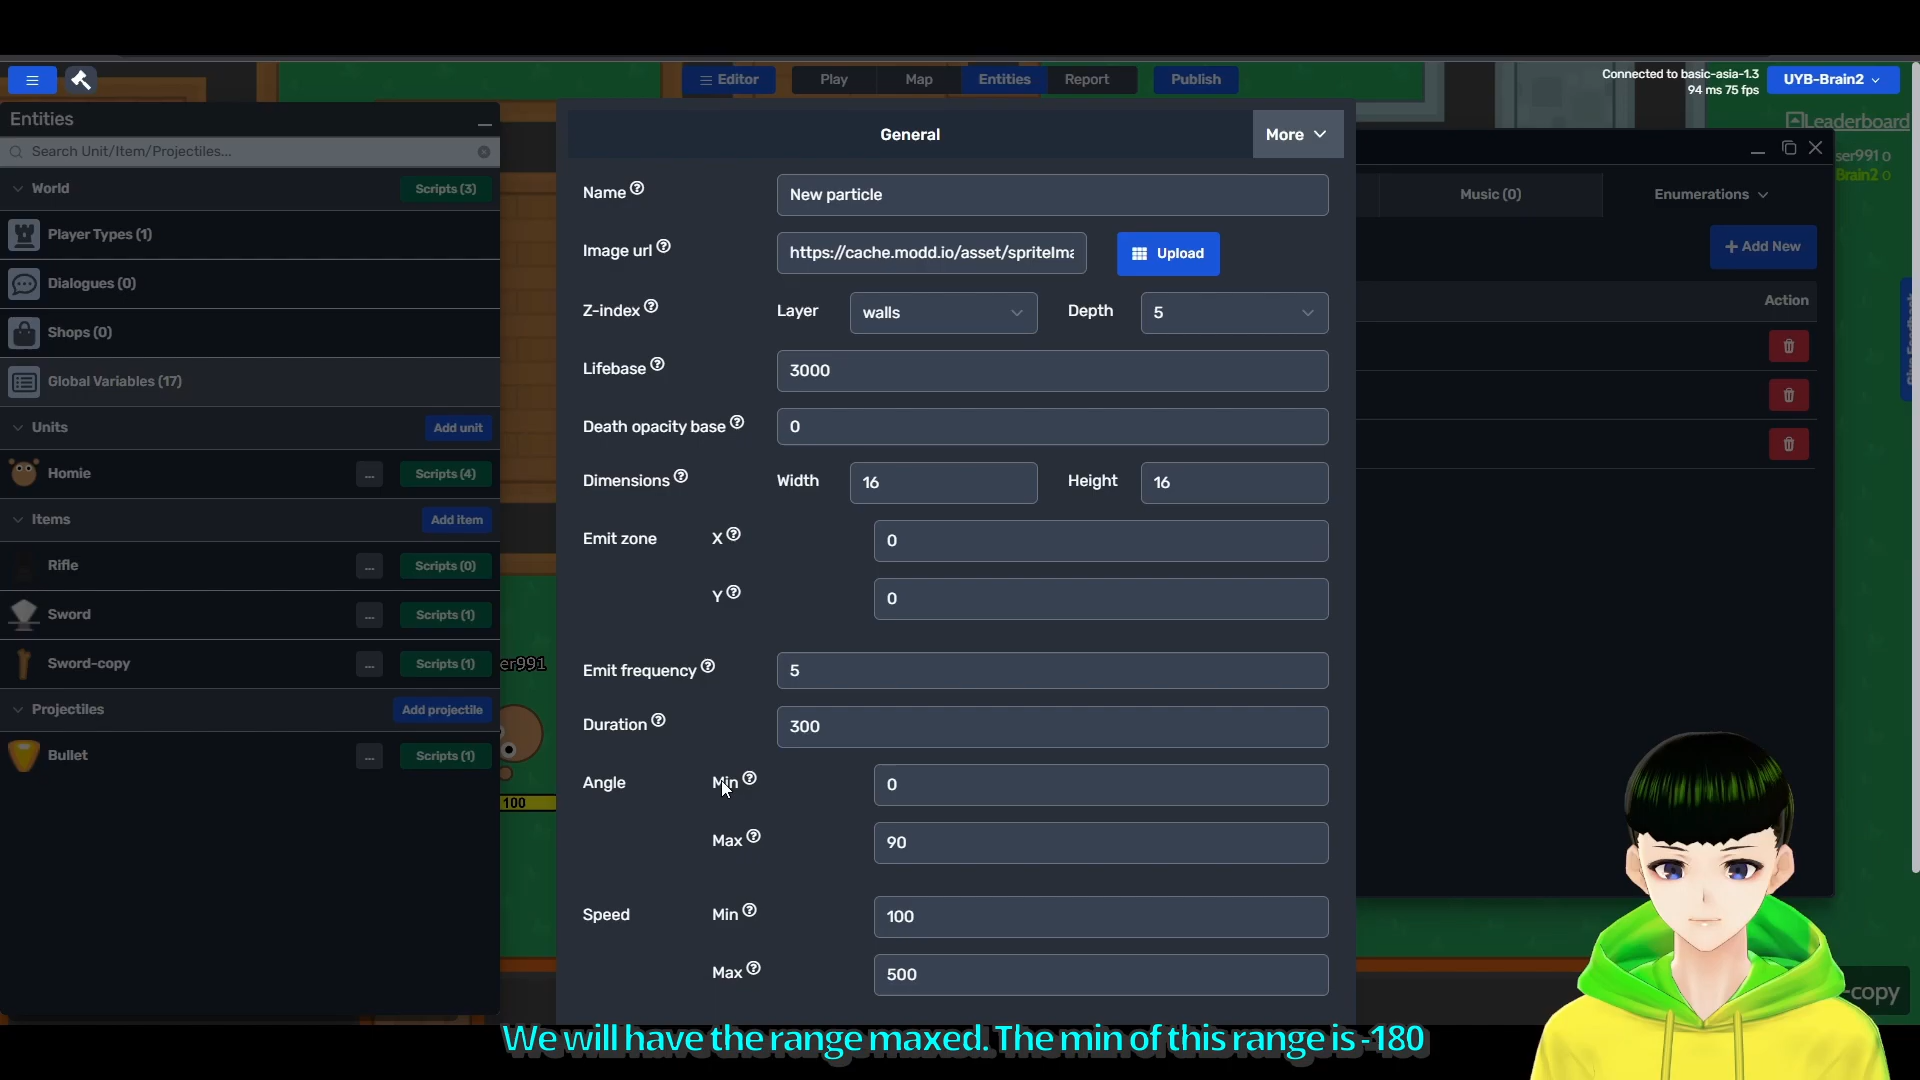 Editor
Play
Map
Entities
Report
Publish
Connected to basic-asia-1.3
94 ms 75 fps
UYB-Brain2
Leaderboard
ser991 0
Brain2 0
Entities
Search Unit/Item/Projectiles...
World
Scripts (3)
Player Types (1)
Dialogues (0)
Shops (0)
Global Variables (17)
Units
Add unit
Homie
...
Scripts (4)
Items
Add item
Rifle
...
Scripts (0)
Sword
...
Scripts (1)
Sword-copy
...
Scripts (1)
Projectiles
Add projectile
Bullet
...
Scripts (1)
er991
100
General
More
Name
New particle
Image url
https://cache.modd.io/asset/spriteIma
Upload
Z-index
Layer
walls
Depth
5
Lifebase
3000
Death opacity base
0
Dimensions
Width
16
Height
16
Emit zone
X
0
Y
0
Emit frequency
5
Duration
300
Angle
Min
0
Max
90
Speed
Min
100
Max
500
Music (0)
Enumerations
+ Add New
Action
-copy
We will have the range maxed. The min of this range is -180